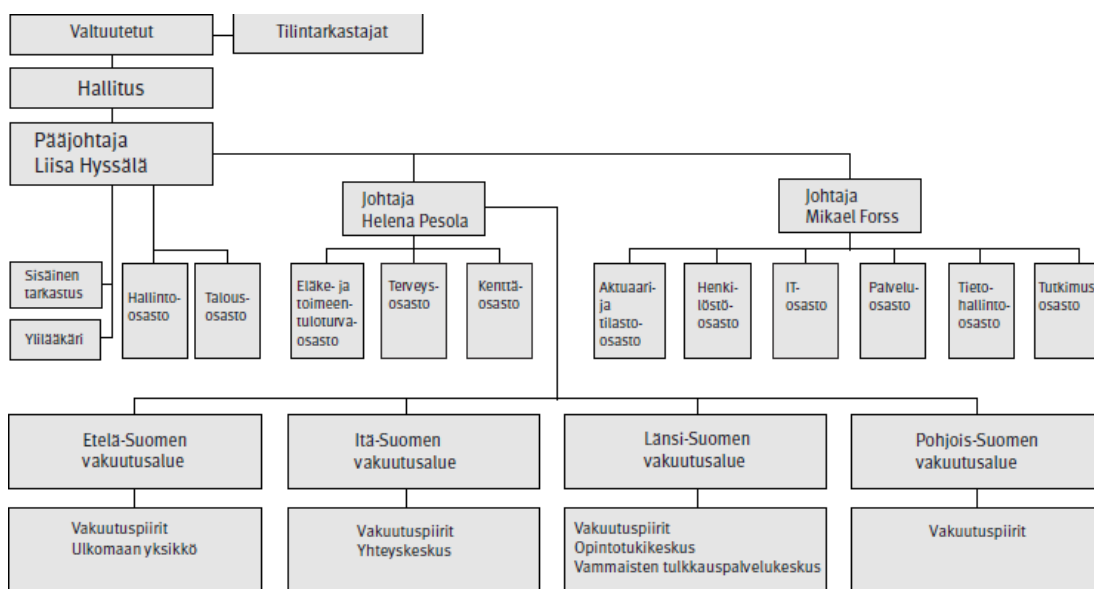 Valtuutetut
Tilintarkastajat
Hallitus
Pääjohtaja
Liisa Hyssälä
Johtaja
Helena Pesola
Johtaja
Mikael Forss
Sisäinen
tarkastus
Ylilääkäri
Hallinto-
osasto
Talous-
osasto
Eläke- ja
toimeen-
tuloturva-
osasto
Terveys-
osasto
Kenttä-
osasto
Aktuaari-
ja
tilasto-
osasto
Henki-
löstö-
osasto
IT-
osasto
Palvelu-
osasto
Tieto-
hallinto-
osasto
Tutkimus
osasto
Etelä-Suomen
vakuutusalue
Itä-Suomen
vakuutusalue
Länsi-Suomen
vakuutusalue
Pohjois-Suomen
vakuutusalue
Vakuutuspiirit
Ulkomaan yksikkö
Vakuutuspiirit
Yhteyskeskus
Vakuutuspiirit
Opintotukikeskus
Vammaisten tulkkauspalvelukeskus
Vakuutuspiirit